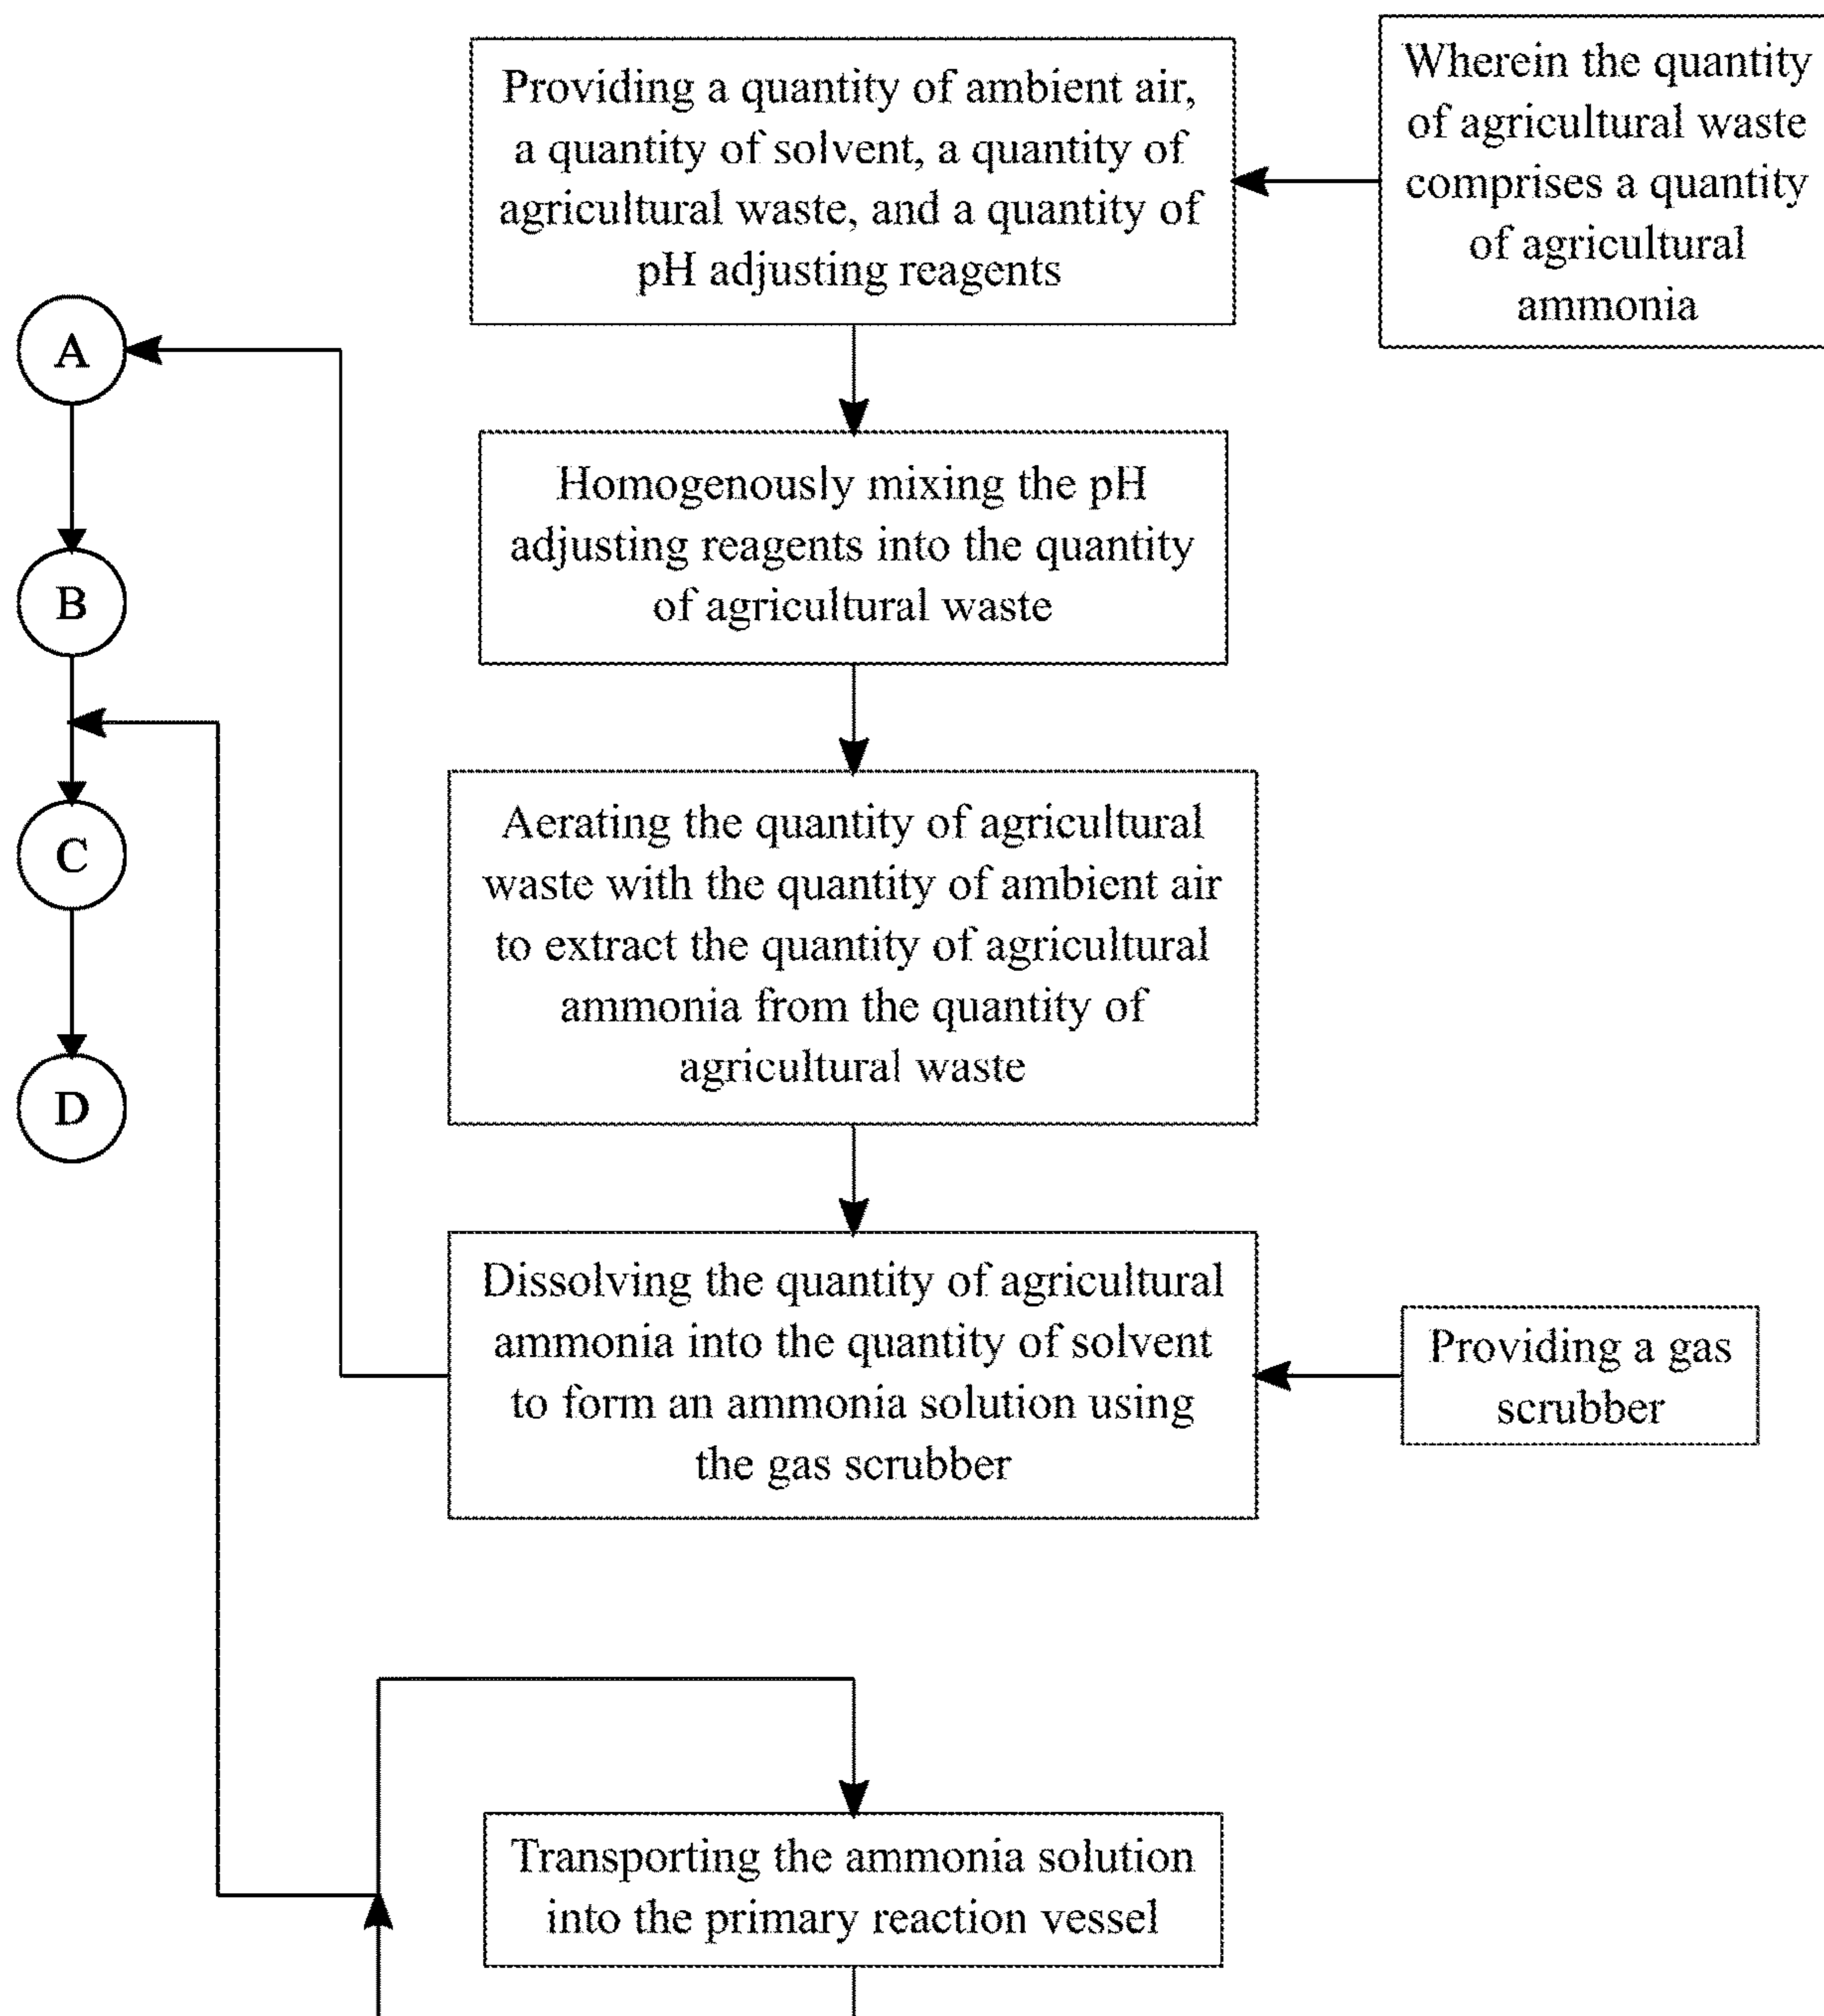 Providing a quantity of ambient air,
a quantity of solvent, a quantity of
agricultural waste, and a quantity of
pH adjusting reagents
Wherein the quantity
of agricultural waste
comprises a quantity
of agricultural
ammonia
A
B
C
D
Homogenously mixing the pH
adjusting reagents into the quantity
of agricultural waste
Aerating the quantity of agricultural
waste with the quantity of ambient air
to extract the quantity of agricultural
ammonia from the quantity of
agricultural waste
Dissolving the quantity of agricultural
ammonia into the quantity of solvent
to form an ammonia solution using
the gas scrubber
Providing a gas
scrubber
Transporting the ammonia solution
into the primary reaction vessel